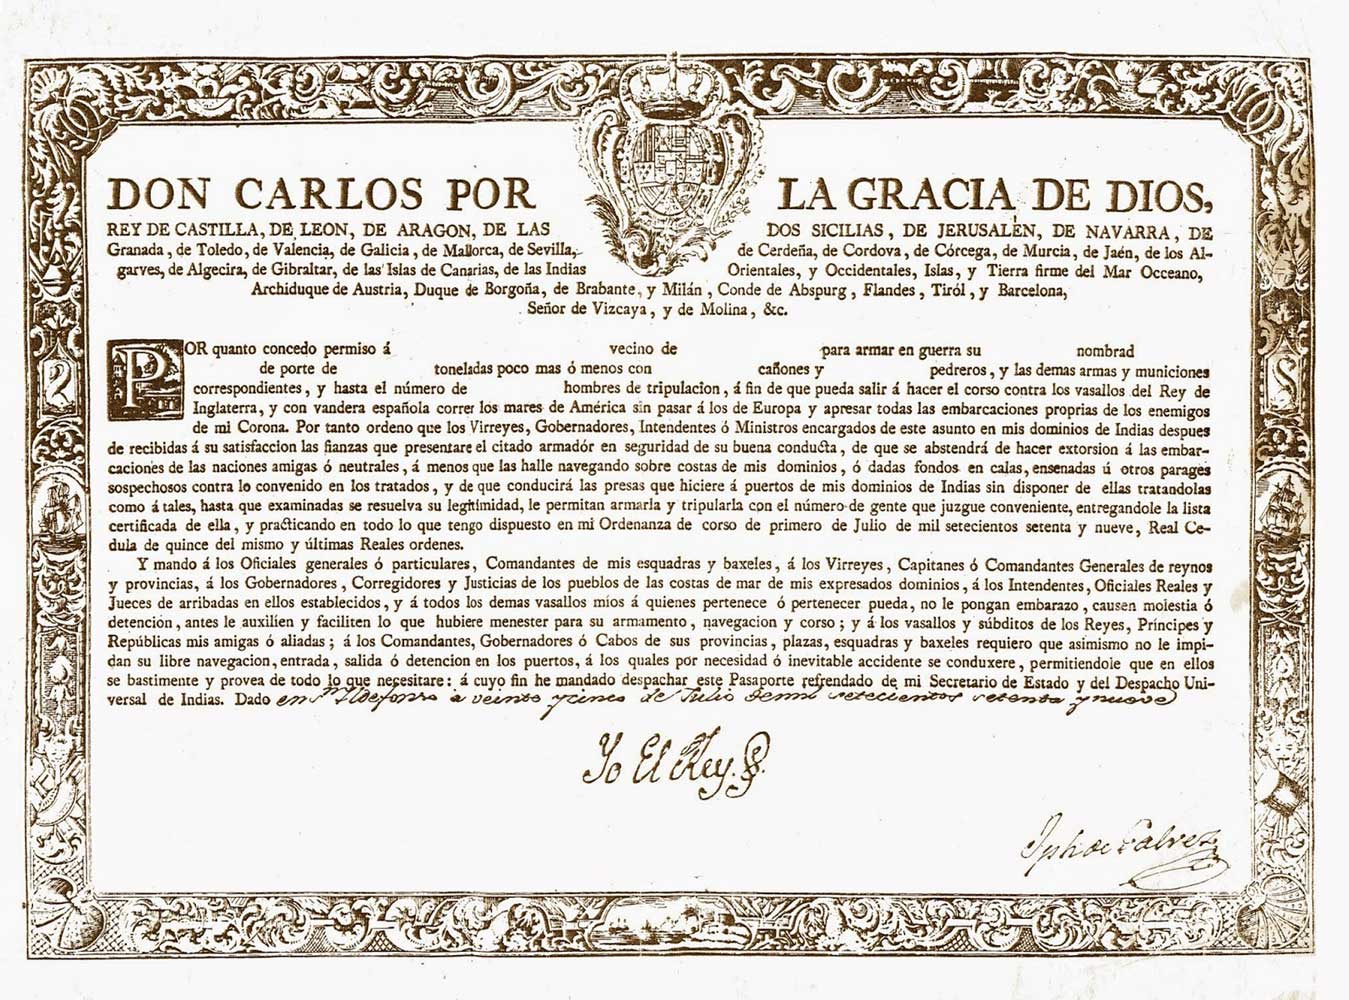 DON CARLOS POR LA GRACIA DE DIOS,
REY DE CASTILLA, DE LEON, DE ARAGON, DE LAS DOS SICILIAS, DE JERUSALÉN, DE NAVARRA, DE
Granada, de Toledo, de Valencia, de Galicia, de Mallorca, de Sevilla, de Cerdeña, de Cordova, de Córcega, de Murcia, de Jaén, de los Al-
garves, de Algecira, de Gibraltar, de las Islas de Canarias, de las Indias Orientales, y Occidentales, Islas, y Tierra firme del Mar Occeano,
Archiduque de Austria, Duque de Borgoña, de Brabante, y Milán, Conde de Abspurg, Flandes, Tiról, y Barcelona,
Señor de Vizcaya, y de Molina, &c.
POR quanto concedo permiso á vecino de para armar en guerra su nombrad
de porte de toneladas poco mas ó menos con cañones y pedreros, y las demas armas y municiones
correspondientes, y hasta el número de hombres de tripulacion, á fin de que pueda salir á hacer el corso contra los vasallos del Rey de
Inglaterra, y con vandera española correr los mares de América sin pasar á los de Europa y apresar todas las embarcaciones proprias de los enemigos
de mi Corona. Por tanto ordeno que los Virreyes, Gobernadores, Intendentes ó Ministros encargados de este asunto en mis dominios de Indias despues
de recibidas á su satisfaccion las fianzas que presentare el citado armadór en seguridad de su buena conducta, de que se abstendrá de hacer extorsion á las embar-
caciones de las naciones amigas ó neutrales, á menos que las halle navegando sobre costas de mis dominios, ó dadas fondos en calas, ensenadas ú otros parages
sospechosos contra lo convenido en los tratados, y de que conducirá las presas que hiciere á puertos de mis dominios de Indias sin disponer de ellas tratandolas
como á tales, hasta que examinadas se resuelva su legitimidad, le permitan armarla y tripularla con el número de gente que juzgue conveniente, entregandole la lista
certificada de ella, y practicando en todo lo que tengo dispuesto en mi Ordenanza de corso de primero de Julio de mil setecientos setenta y nueve, Real Ce-
dula de quince del mismo y últimas Reales ordenes.
Y mando á los Oficiales generales ó particulares, Comandantes de mis esquadras y baxeles, á los Virreyes, Capitanes ó Comandantes Generales de reynos
y provincias, á los Gobernadores, Corregidores y Justicias de los pueblos de las costas de mar de mis expresados dominios, á los Intendentes, Oficiales Reales y
Jueces de arribadas en ellos establecidos, y á todos los demas vasallos míos á quienes pertenece ó pertenecer pueda, no le pongan embarazo, causen molestia ó
detención, antes le auxilíen y faciliten lo que hubiere menester para su armamento, navegacion y corso; y á los vasallos y súbditos de los Reyes, Príncipes y
Repúblicas mis amigas ó aliadas; á los Comandantes, Gobernadores ó Cabos de sus provincias, plazas, esquadras y baxeles requiero que asimismo no le impi-
dan su libre navegacion, entrada, salida ó detencion en los puertos, á los quales por necesidad ó inevitable accidente se conduxere, permitiendole que en ellos
se bastimente y provea de todo lo que necesitare: á cuyo fin he mandado despachar este Pasaporte refrendado de mi Secretario de Estado y del Despacho Uni-
versal de Indias. Dado en Sn. Ildefonso à veinte y cinco de Julio de mil setecientos setenta y nueve
Yo El Rey.
Jph de Galvez